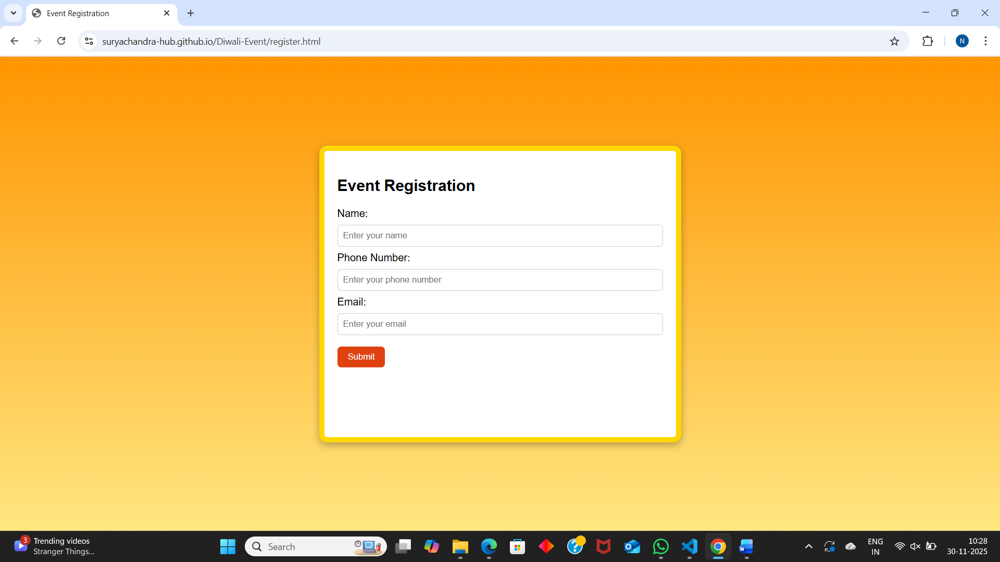 Event Registration
suryachandra-hub.github.io/Diwali-Event/register.html
N
Event Registration
Name:
Enter your name
Phone Number:
Enter your phone number
Email:
Enter your email
Submit
3
Trending videos
Stranger Things...
Search
ENG
IN
10:28
30-11-2025